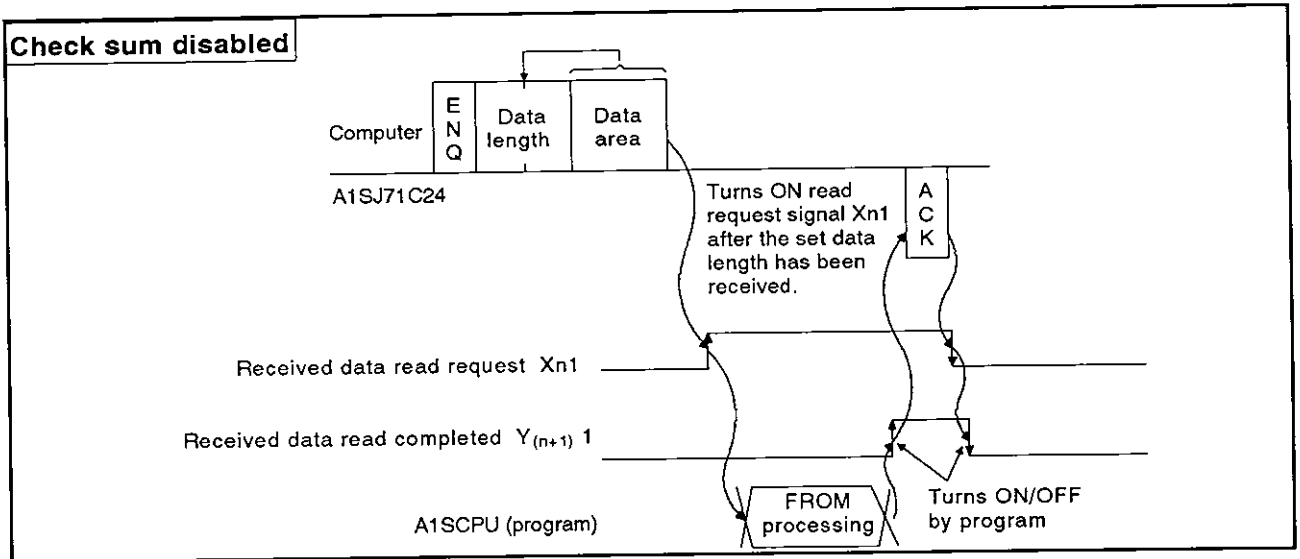 Check sum disabled
Computer
E
N
Q
Data
length
Data
area
A1SJ71C24
Turns ON read
request signal Xn1
after the set data
length has been
received.
A
C
K
Received data read request Xn1
Received data read completed Y(n+1) 1
A1SCPU (program)
FROM
processing
Turns ON/OFF
by program